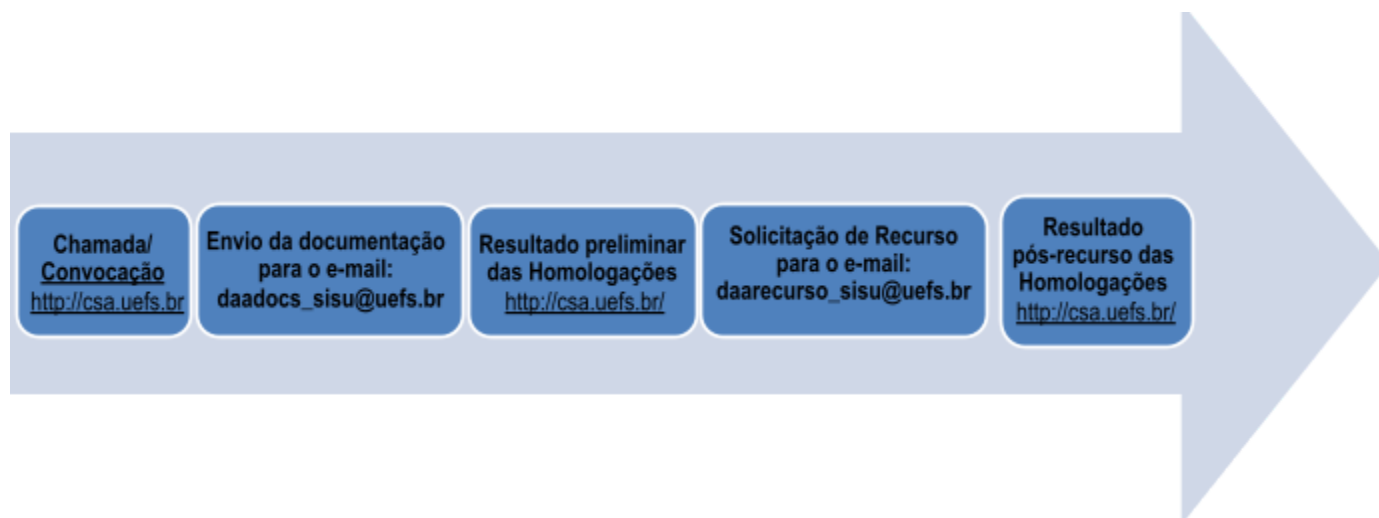 Chamada/
Convocação
http://csa.uefs.br
Envio da documentação
para o e-mail:
daadocs_sisu@uefs.br
Resultado preliminar
das Homologações
http://csa.uefs.br/
Solicitação de Recurso
para o e-mail:
daarecurso_sisu@uefs.br
Resultado
pós-recurso das
Homologações
http://csa.uefs.br/